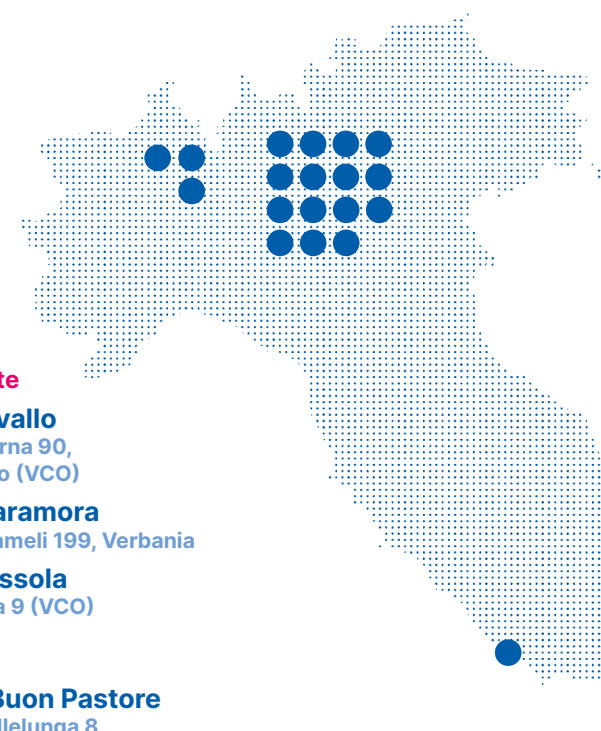 te
vallo
rna 90,
o (VCO)
aramora
ameli 199, Verbania
ssola
a 9 (VCO)
Buon Pastore
llelunga 8